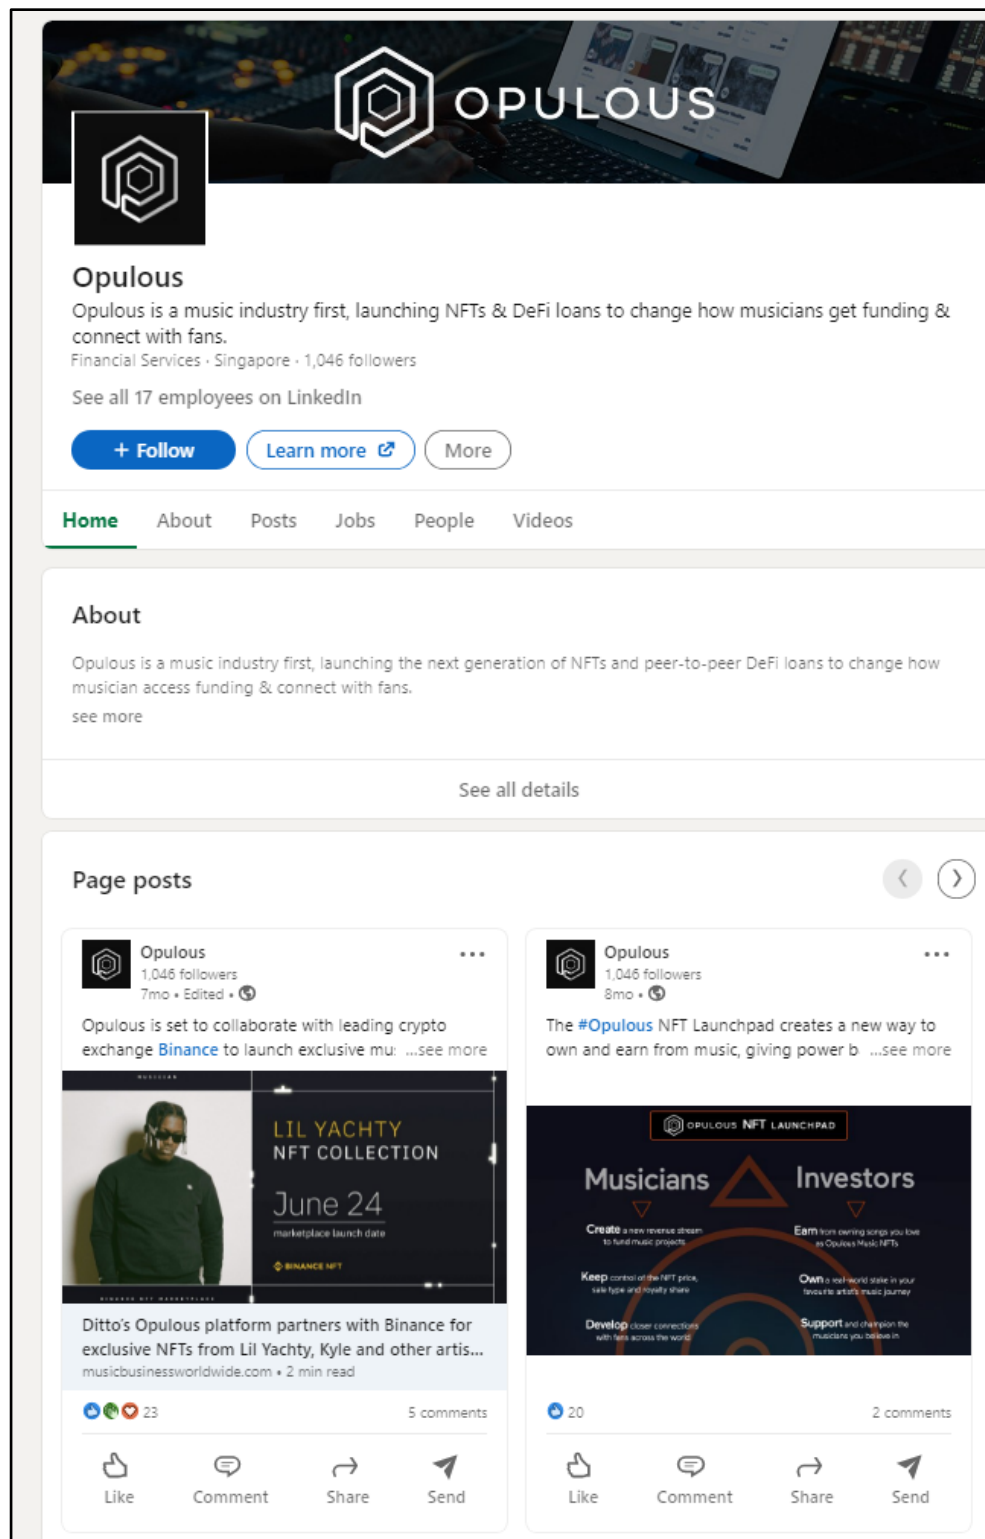 OPULOUS
Opulous
Opulous is a music industry first, launching NFTs & DeFi loans to change how musicians get funding &
connect with fans.
Financial Services · Singapore · 1,046 followers
See all 17 employees on LinkedIn
+ Follow
Learn more
More
Home
About
Posts
Jobs
People
Videos
About
Opulous is a music industry first, launching the next generation of NFTs and peer-to-peer DeFi loans to change how
musician access funding & connect with fans.
see more
See all details
Page posts
Opulous
1,046 followers
7mo • Edited •
Opulous is set to collaborate with leading crypto
exchange Binance to launch exclusive mu: ...see more
MUSICIAN
LIL YACHTY
NFT COLLECTION
June 24
marketplace launch date
BINANCE NFT
BINANCE NFT MARKETPLACE
Ditto's Opulous platform partners with Binance for
exclusive NFTs from Lil Yachty, Kyle and other artis...
musicbusinessworldwide.com • 2 min read
23
5 comments
Like
Comment
Share
Send
Opulous
1,046 followers
8mo •
The #Opulous NFT Launchpad creates a new way to
own and earn from music, giving power b ...see more
OPULOUS NFT LAUNCHPAD
Musicians
Create a new revenue stream
to fund music projects
Keep control of the NFT price,
sale type and royalty share
Develop closer connections
with fans across the world
Investors
Earn from owning songs you love
as Opulous Music NFTs
Own a real-world stake in your
favourite artist's music journey
Support and champion the
musicians you believe in
20
2 comments
Like
Comment
Share
Send